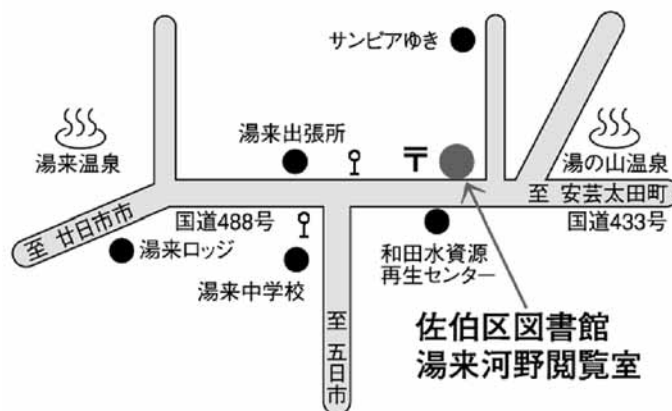 サンピアゆき
湯来出張所
〒
湯来温泉
湯の山温泉
至 安芸太田町
国道433号
国道488号
至 廿日市市
湯来ロッジ
湯来中学校
和田水資源
再生センター
至 五日市
佐伯区図書館
湯来河野閲覧室